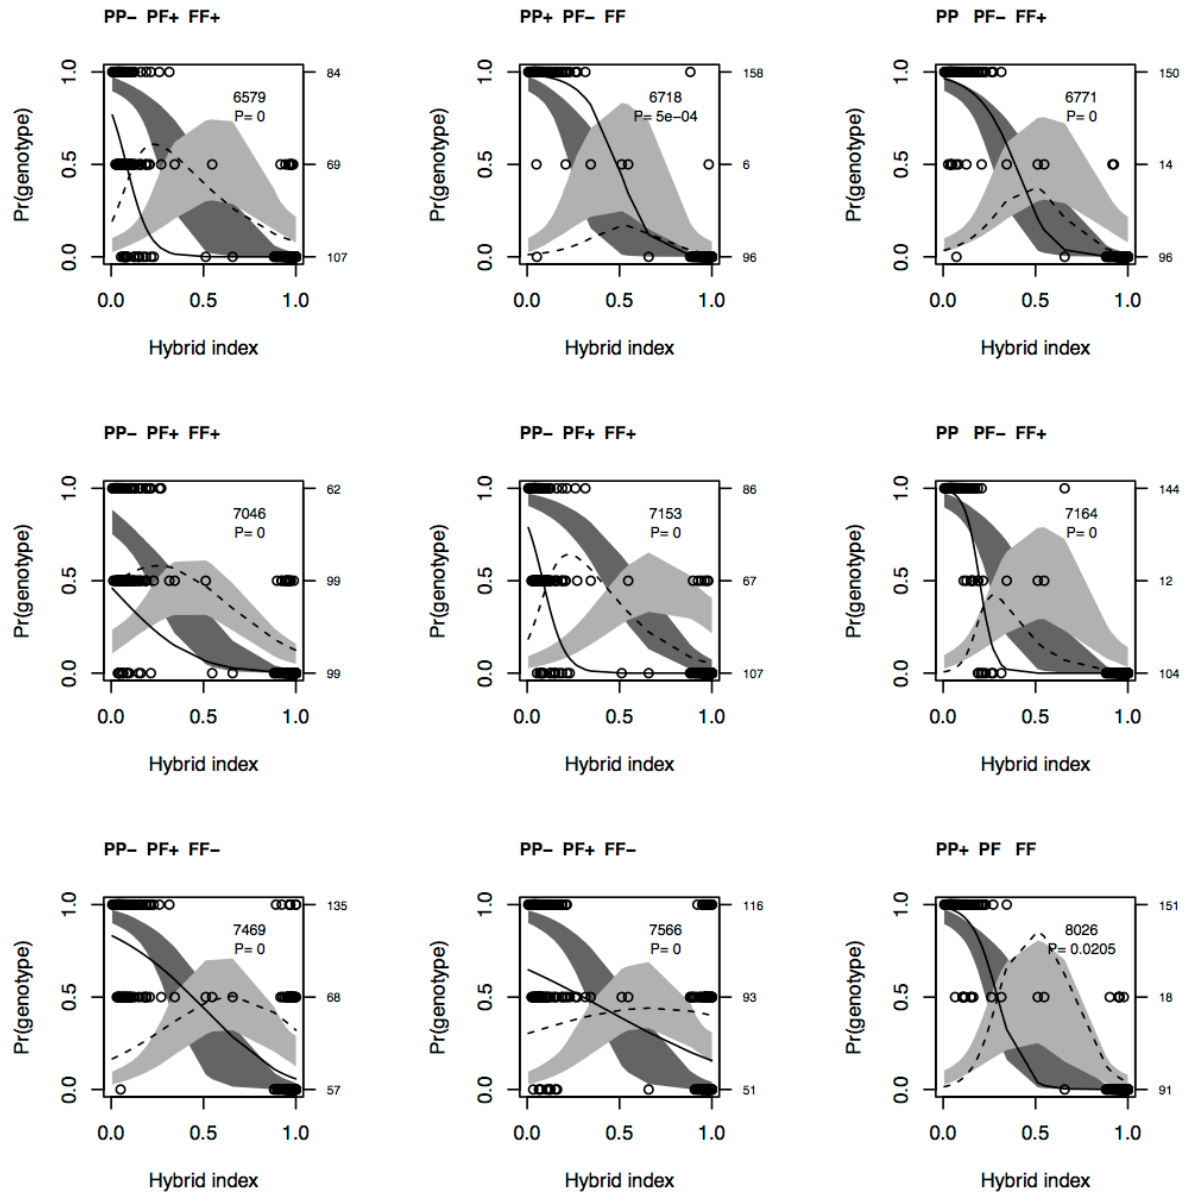 PP− PF+ FF+
1.0
0.5
0.0
Pr(genotype)
6579
P= 0
84
69
107
0.0 0.5 1.0
Hybrid index
PP+ PF− FF
1.0
0.5
0.0
Pr(genotype)
6718
P= 5e−04
158
6
96
0.0 0.5 1.0
Hybrid index
PP PF− FF+
1.0
0.5
0.0
Pr(genotype)
6771
P= 0
150
14
96
0.0 0.5 1.0
Hybrid index
PP− PF+ FF+
1.0
0.5
0.0
Pr(genotype)
7046
P= 0
62
99
99
0.0 0.5 1.0
Hybrid index
PP− PF+ FF+
1.0
0.5
0.0
Pr(genotype)
7153
P= 0
86
67
107
0.0 0.5 1.0
Hybrid index
PP PF− FF+
1.0
0.5
0.0
Pr(genotype)
7164
P= 0
144
12
104
0.0 0.5 1.0
Hybrid index
PP− PF+ FF−
1.0
0.5
0.0
Pr(genotype)
7469
P= 0
135
68
57
0.0 0.5 1.0
Hybrid index
PP− PF+ FF−
1.0
0.5
0.0
Pr(genotype)
7566
P= 0
116
93
51
0.0 0.5 1.0
Hybrid index
PP+ PF FF
1.0
0.5
0.0
Pr(genotype)
8026
P= 0.0205
151
18
91
0.0 0.5 1.0
Hybrid index